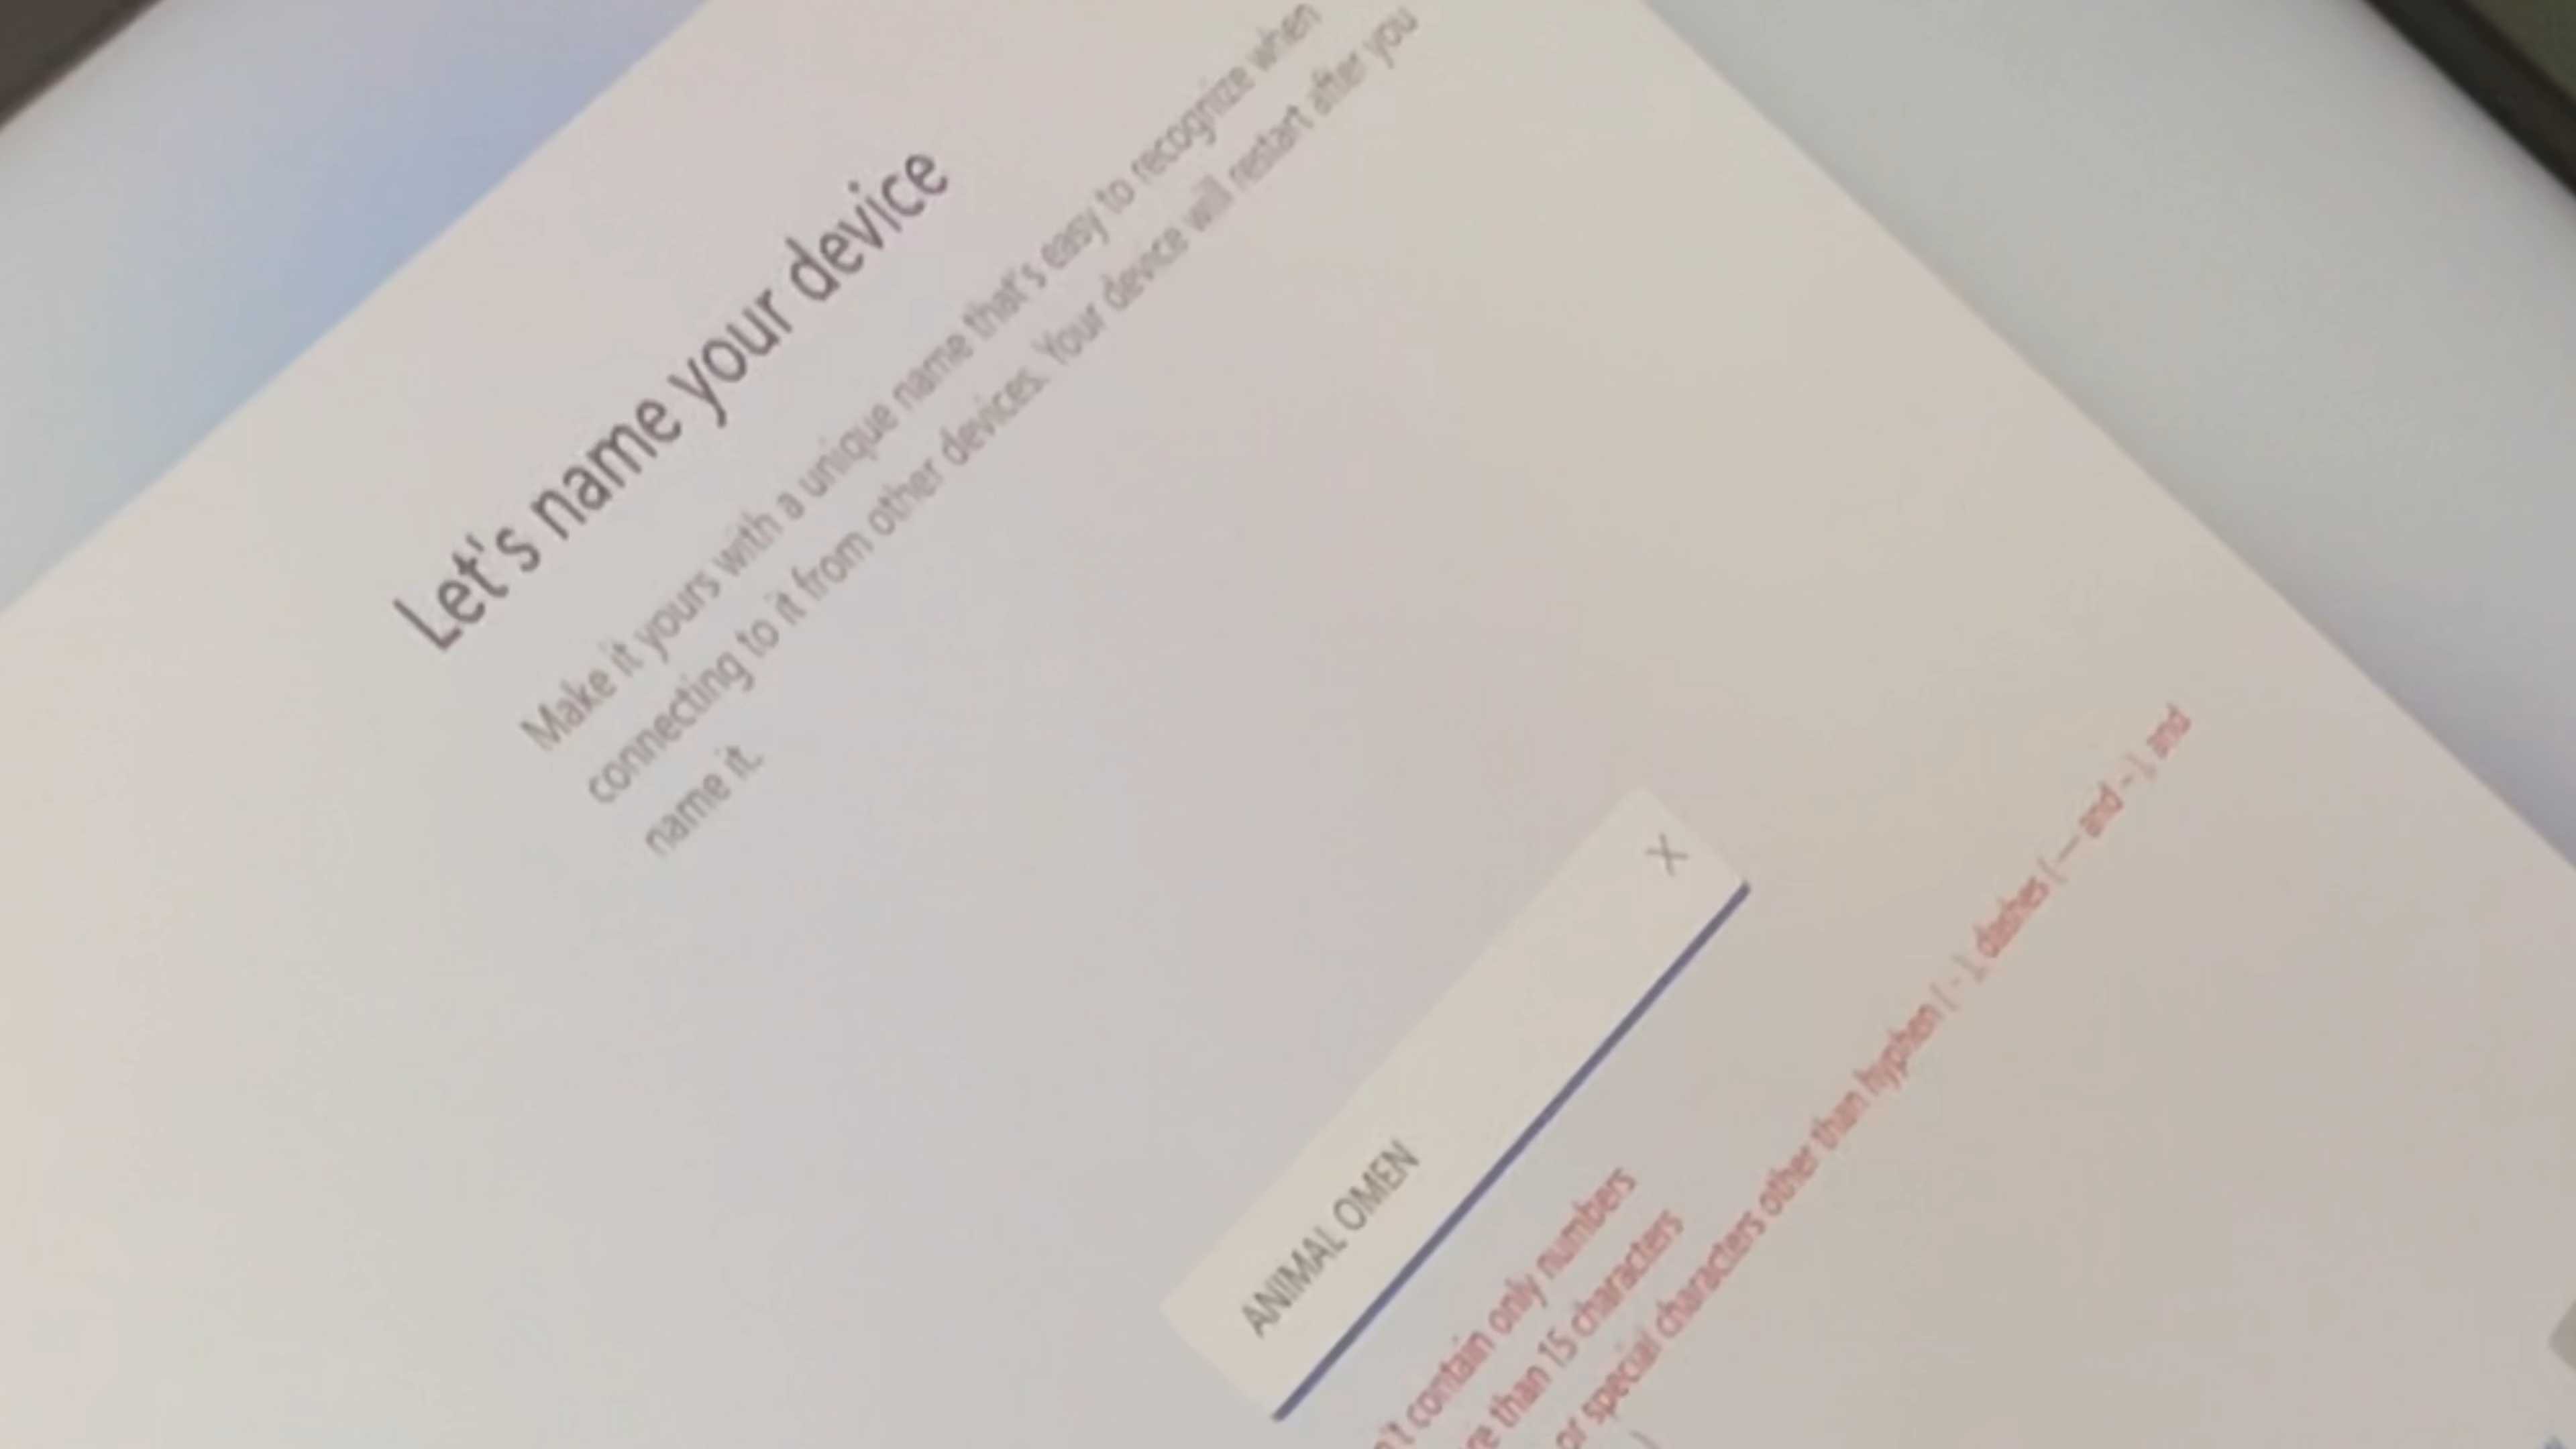 Let's name your device
Make it yours with a unique name that's easy to recognize when
connecting to it from other devices. Your device will restart after you
name it.
ANIMAL OMEN X
contain only numbers
than 15 characters
or special characters other than hyphen ( - ), dashes ( — and - ), and